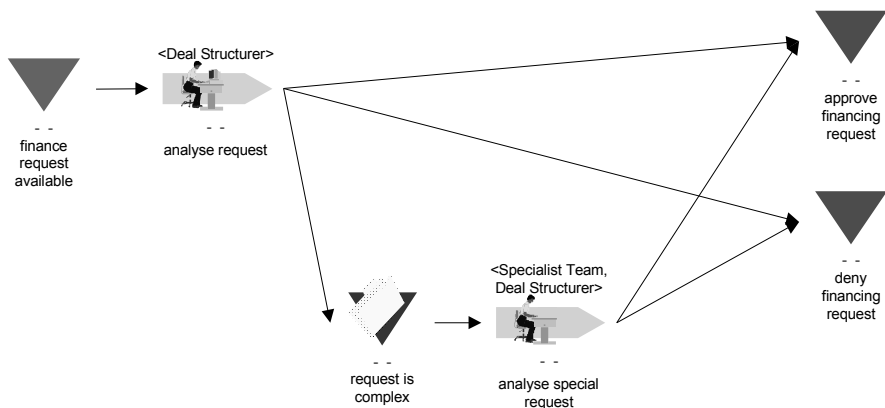 <Deal Structurer>
- -
finance
request
available
- -
analyse request
- -
approve
financing
request
- -
deny
financing
request
<Specialist Team,
Deal Structurer>
- -
request is
complex
- -
analyse special
request